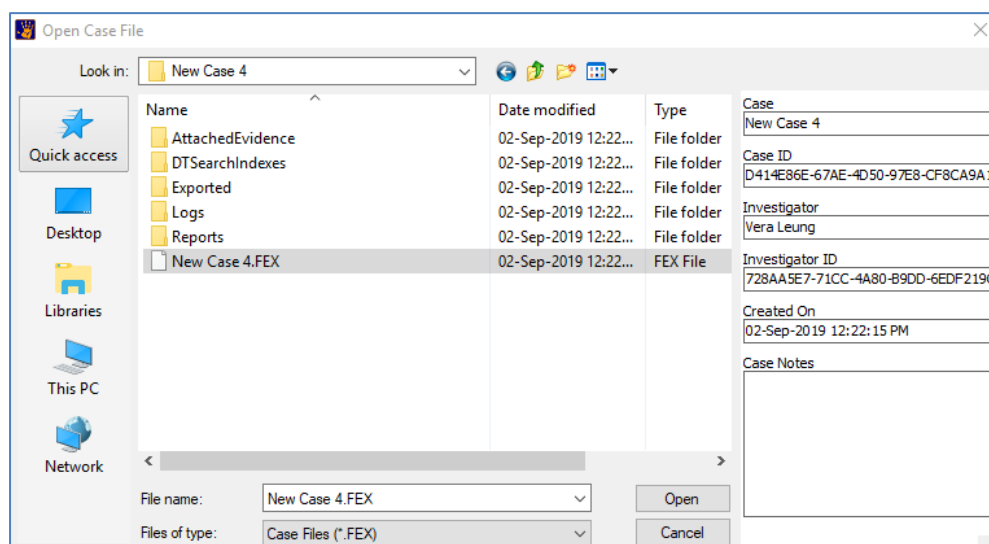 Open Case File
Look in: New Case 4
Quick access
Desktop
Libraries
This PC
Network
Name Date modified Type
AttachedEvidence 02-Sep-2019 12:22... File folder
DTSearchIndexes 02-Sep-2019 12:22... File folder
Exported 02-Sep-2019 12:22... File folder
Logs 02-Sep-2019 12:22... File folder
Reports 02-Sep-2019 12:22... File folder
New Case 4.FEX 02-Sep-2019 12:22... FEX File
File name: New Case 4.FEX Open
Files of type: Case Files (*.FEX) Cancel
Case
New Case 4
Case ID
D414E86E-67AE-4D50-97E8-CF8CA9A1
Investigator
Vera Leung
Investigator ID
728AA5E7-71CC-4A80-B9DD-6EDF2190
Created On
02-Sep-2019 12:22:15 PM
Case Notes